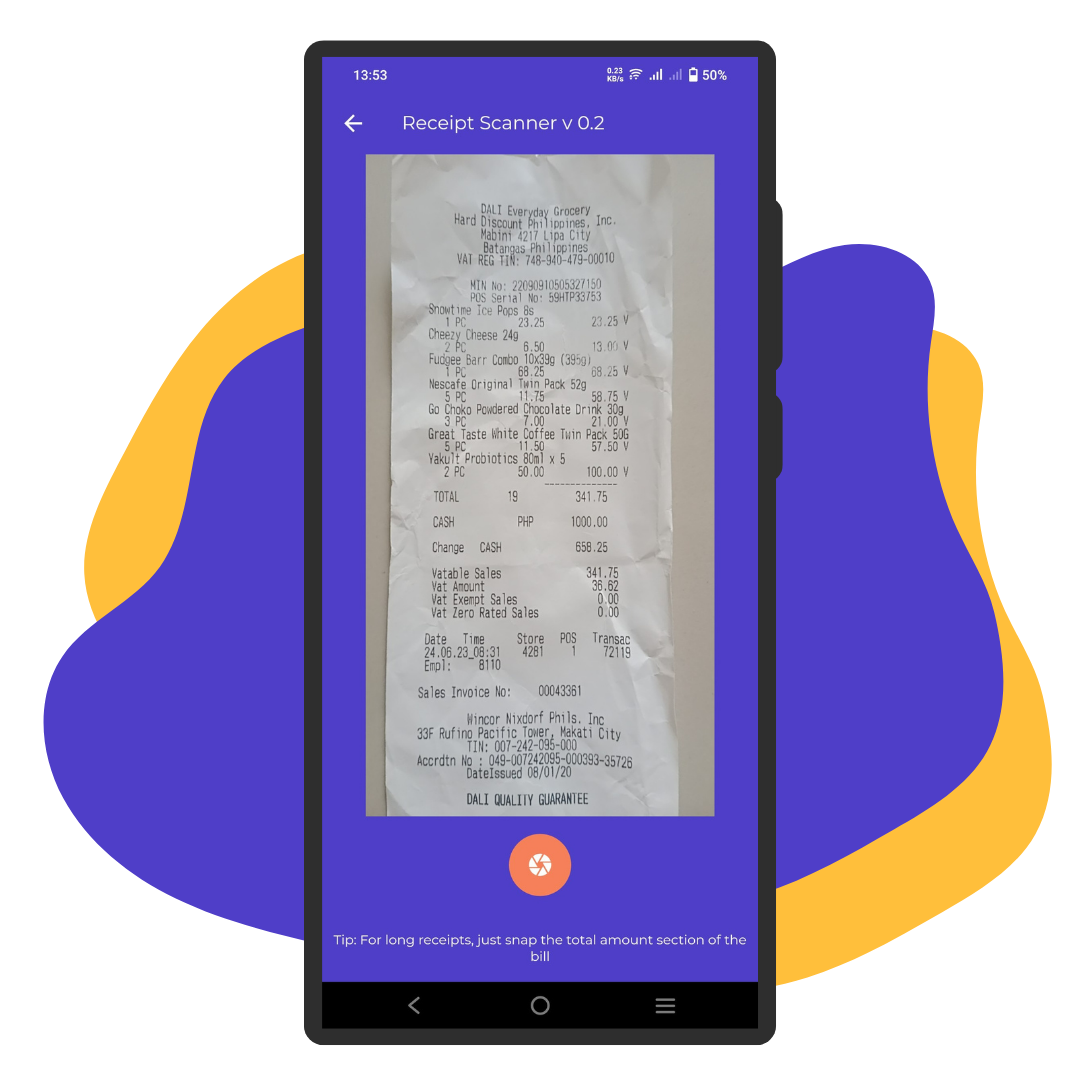 13:53
0.23
KB/s
50%
Receipt Scanner v 0.2
DALI Everyday Grocery
Hard Discount Philippines, Inc.
Mabini 4217 Lipa City
Batangas Philippines
VAT REG TIN: 748-940-479-00010
MIN No: 22090910505327150
POS Serial No: 59HTP33753
Snowtime Ice Pops 8s
1 PC 23.25 23.25 V
Cheezy Cheese 24g
2 PC 6.50 13.00 V
Fudgee Barr Combo 10x39g (395g)
1 PC 68.25 68.25 V
Nescafe Original Twin Pack 52g
5 PC 11.75 58.75 V
Go Choko Powdered Chocolate Drink 30g
3 PC 7.00 21.00 V
Great Taste White Coffee Twin Pack 50G
5 PC 11.50 57.50 V
Yakult Probiotics 80ml x 5
2 PC 50.00 100.00 V
--------------
TOTAL 19 341.75
CASH PHP 1000.00
Change CASH 658.25
Vatable Sales 341.75
Vat Amount 36.62
Vat Exempt Sales 0.00
Vat Zero Rated Sales 0.00
Date Time Store POS Transac
24.06.23_08:31 4281 1 72119
Empl: 8110
Sales Invoice No: 00043361
Wincor Nixdorf Phils. Inc
33F Rufino Pacific Tower, Makati City
TIN: 007-242-095-000
Accrdtn No : 049-007242095-000393-35726
DateIssued 08/01/20
DALI QUALITY GUARANTEE
Tip: For long receipts, just snap the total amount section of the
bill